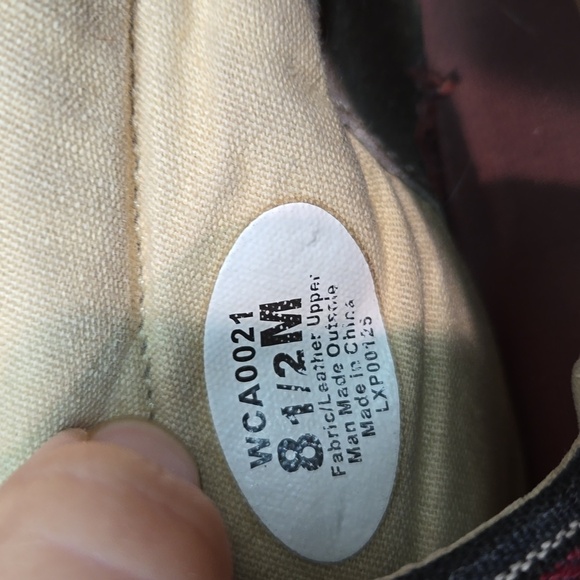 WCA0021
8 1/2M
Fabric/Leather Upper
Man Made Outsole
Made in China
LXP00125